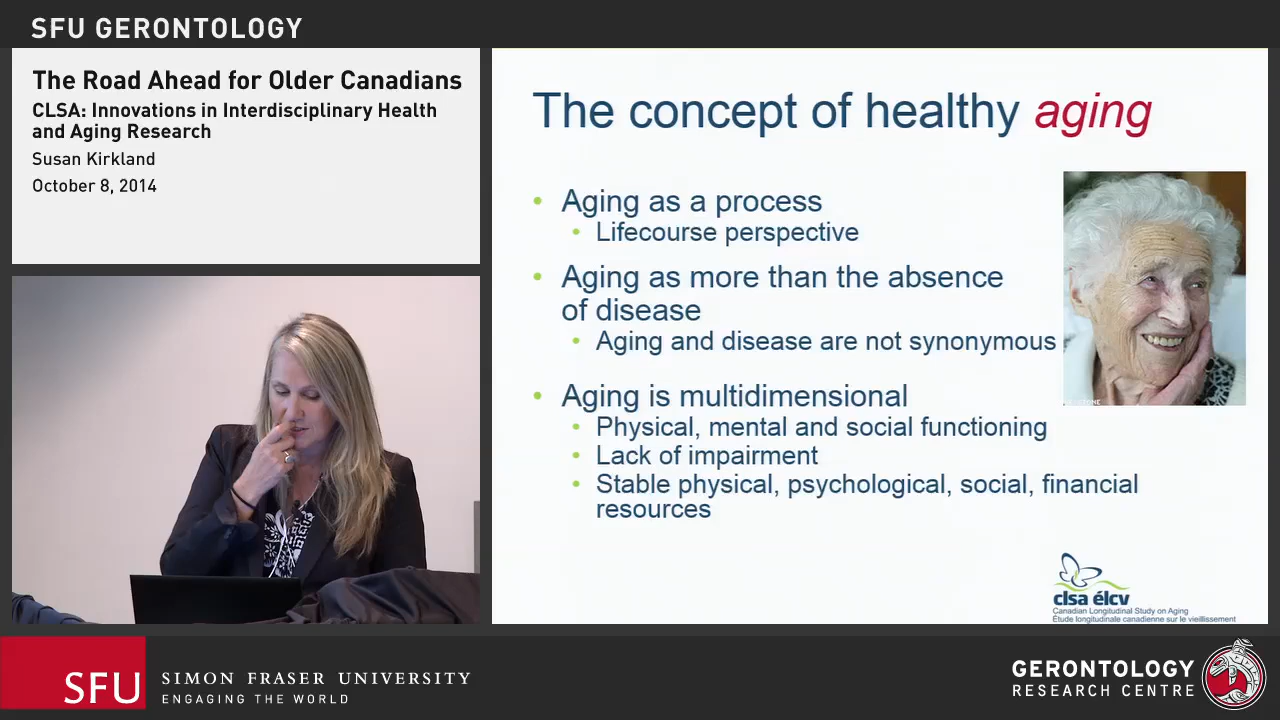 SFU GERONTOLOGY
The Road Ahead for Older Canadians
CLSA: Innovations in Interdisciplinary Health
and Aging Research
Susan Kirkland
October 8, 2014
The concept of healthy aging
• Aging as a process
• Lifecourse perspective
• Aging as more than the absence
of disease
• Aging and disease are not synonymous
• Aging is multidimensional
• Physical, mental and social functioning
• Lack of impairment
• Stable physical, psychological, social, financial
resources
clsa élcv
Canadian Longitudinal Study on Aging
Étude longitudinale canadienne sur le vieillissement
SFU
SIMON FRASER UNIVERSITY
ENGAGING THE WORLD
GERONTOLOGY
RESEARCH CENTRE